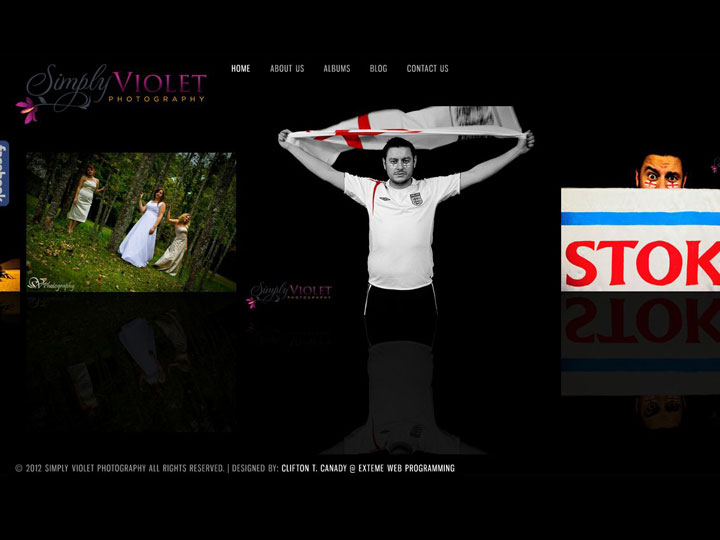 Simply VIOLET
PHOTOGRAPHY
HOME ABOUT US ALBUMS BLOG CONTACT US
facebook
Photography
Simply VIOLET
PHOTOGRAPHY
STOK
© 2012 SIMPLY VIOLET PHOTOGRAPHY ALL RIGHTS RESERVED. | DESIGNED BY: CLIFTON T. CANADY @ EXTEME WEB PROGRAMMING